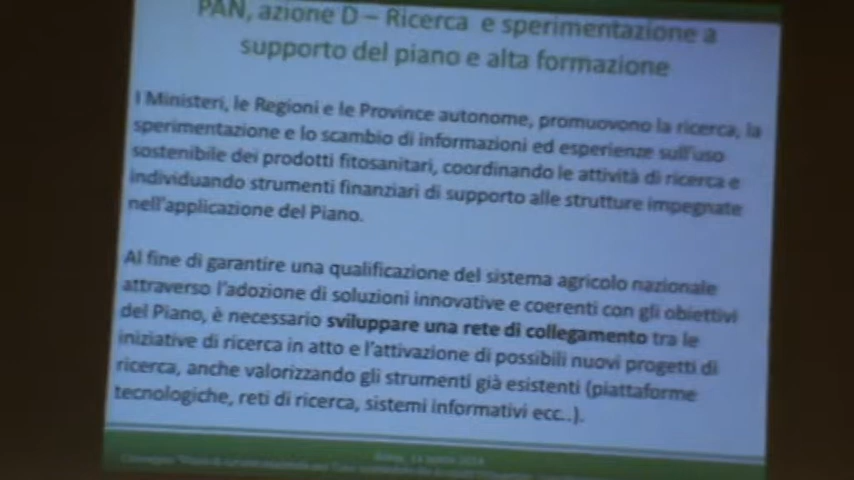 PAN, azione D – Ricerca e sperimentazione a
supporto del piano e alta formazione
I Ministeri, le Regioni e le Province autonome, promuovono la ricerca, la
sperimentazione e lo scambio di informazioni ed esperienze sull'uso
sostenibile dei prodotti fitosanitari, coordinando le attività di ricerca e
individuando strumenti finanziari di supporto alle strutture impegnate
nell'applicazione del Piano.
Al fine di garantire una qualificazione del sistema agricolo nazionale
attraverso l'adozione di soluzioni innovative e coerenti con gli obiettivi
del Piano, è necessario sviluppare una rete di collegamento tra le
iniziative di ricerca in atto e l'attivazione di possibili nuovi progetti di
ricerca, anche valorizzando gli strumenti già esistenti (piattaforme
tecnologiche, reti di ricerca, sistemi informativi ecc..).